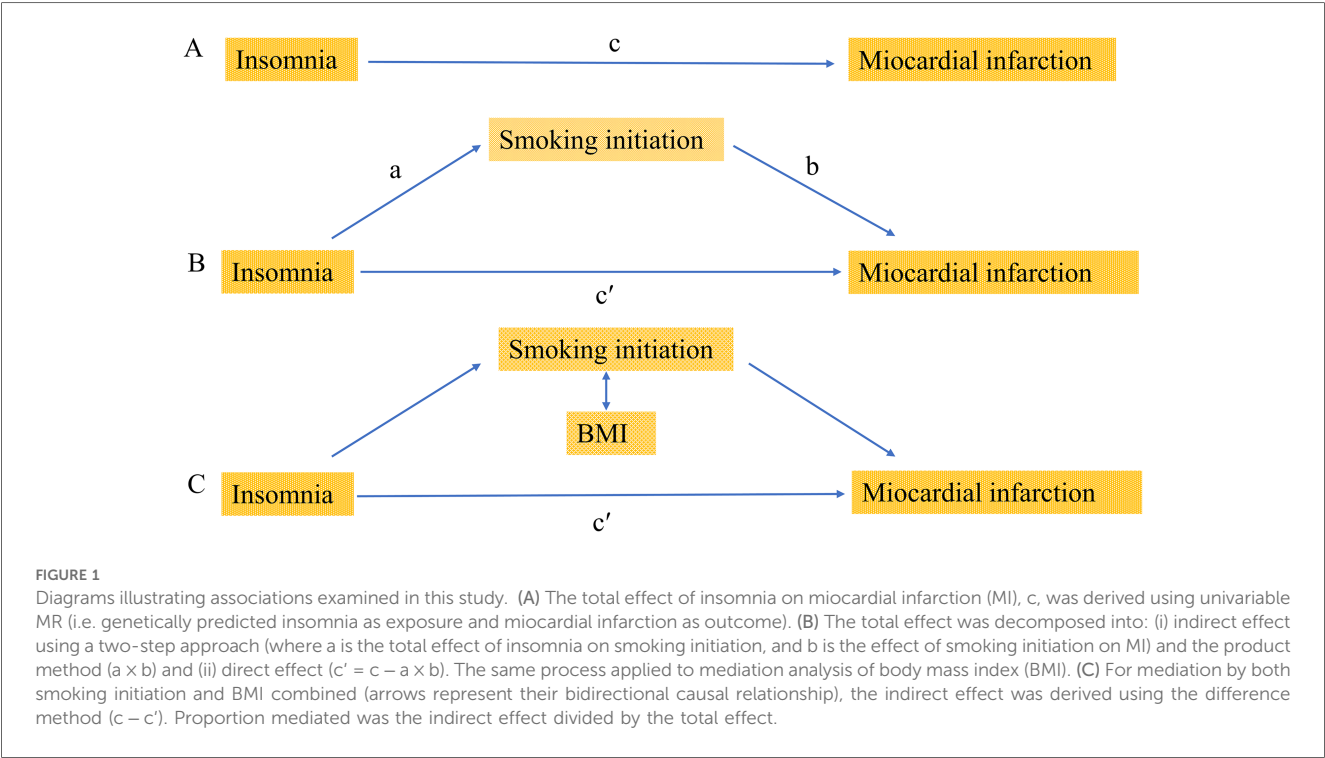 A
Insomnia
c
Miocardial infarction
Smoking initiation
a
b
B
Insomnia
c′
Miocardial infarction
Smoking initiation
BMI
C
Insomnia
c′
Miocardial infarction
FIGURE 1
Diagrams illustrating associations examined in this study. (A) The total effect of insomnia on miocardial infarction (MI), c, was derived using univariable
MR (i.e. genetically predicted insomnia as exposure and miocardial infarction as outcome). (B) The total effect was decomposed into: (i) indirect effect
using a two-step approach (where a is the total effect of insomnia on smoking initiation, and b is the effect of smoking initiation on MI) and the product
method (a × b) and (ii) direct effect (c′ = c – a × b). The same process applied to mediation analysis of body mass index (BMI). (C) For mediation by both
smoking initiation and BMI combined (arrows represent their bidirectional causal relationship), the indirect effect was derived using the difference
method (c – c′). Proportion mediated was the indirect effect divided by the total effect.